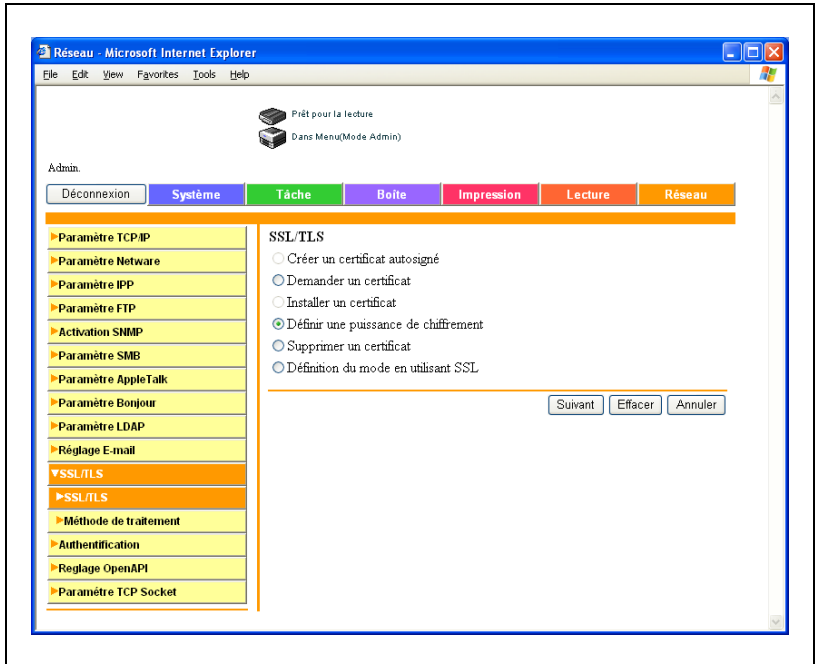 Réseau - Microsoft Internet Explorer
File Edit View Favorites Tools Help
Prêt pour la lecture
Dans Menu(Mode Admin)
Admin.
Déconnexion Système Tâche Boîte Impression Lecture Réseau
Paramètre TCP/IP
Paramètre Netware
Paramètre IPP
Paramètre FTP
Activation SNMP
Paramètre SMB
Paramètre AppleTalk
Paramètre Bonjour
Paramètre LDAP
Réglage E-mail
SSL/TLS
SSL/TLS
Méthode de traitement
Authentification
Reglage OpenAPI
Paramétre TCP Socket
SSL/TLS
Créer un certificat autosigné
Demander un certificat
Installer un certificat
Définir une puissance de chiffrement
Supprimer un certificat
Définition du mode en utilisant SSL
Suivant Effacer Annuler